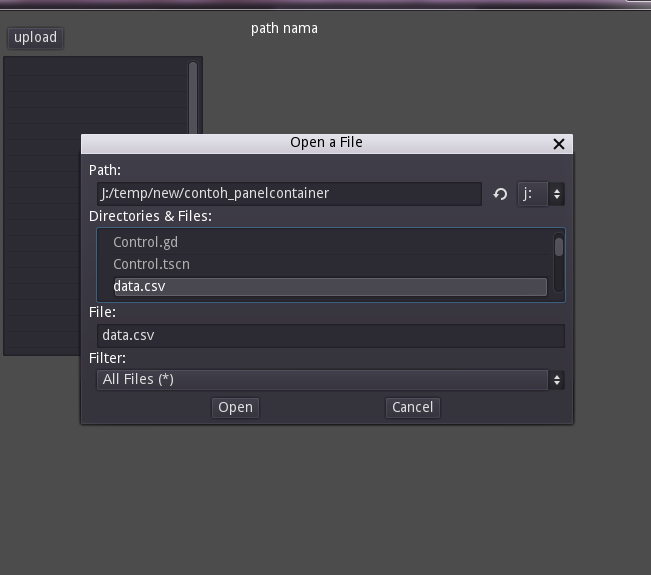 upload
path nama
Open a File
Path:
J:/temp/new/contoh_panelcontainer
j:
Directories & Files:
Control.gd
Control.tscn
data.csv
File:
data.csv
Filter:
All Files (*)
Open
Cancel